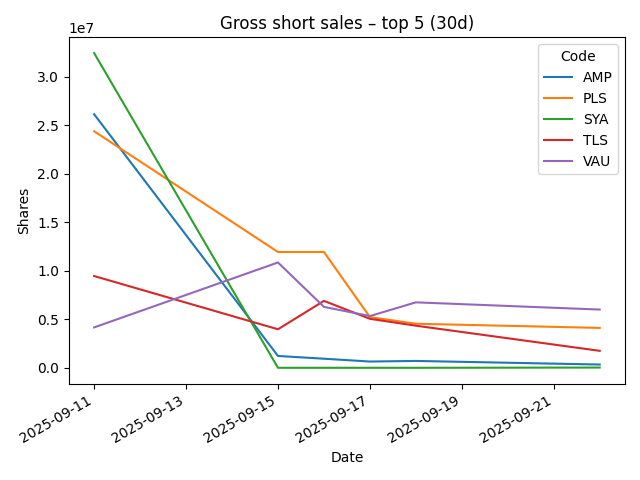 Gross short sales – top 5 (30d)
1e7
Code
AMP
PLS
SYA
TLS
VAU
3.0
2.5
2.0
1.5
1.0
0.5
0.0
Shares
2025-09-11
2025-09-13
2025-09-15
2025-09-17
2025-09-19
2025-09-21
Date